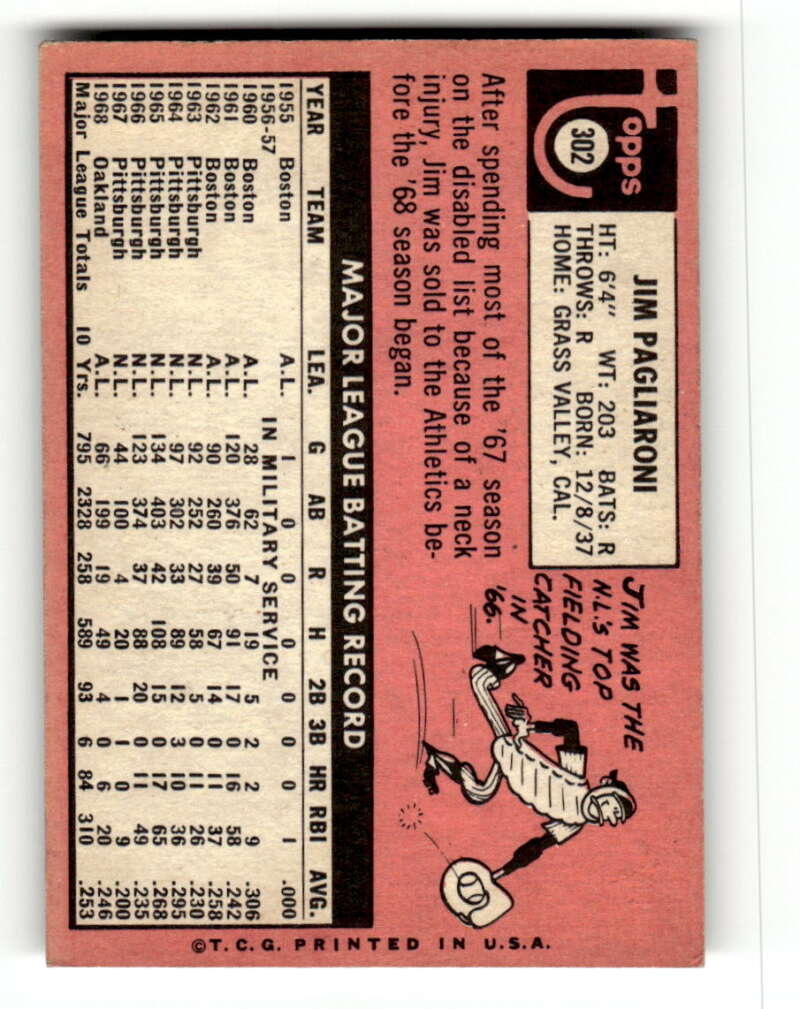 Topps
302
JIM PAGLIARONI
HT: 6'4" WT: 203 BATS: R
THROWS: R BORN: 12/8/37
HOME: GRASS VALLEY, CAL.
After spending most of the '67 season
on the disabled list because of a neck
injury, Jim was sold to the Athletics be-
fore the '68 season began.
JIM WAS THE
N.L.'S TOP
FIELDING
CATCHER
IN
'66.
MAJOR LEAGUE BATTING RECORD
YEAR TEAM LEA. G AB R H 2B 3B HR RBI AVG.
1955 Boston A.L. 1 0 0 0 0 0 0 1 .000
1956-57 IN MILITARY SERVICE
1960 Boston A.L. 28 62 7 19 5 2 2 9 .306
1961 Boston A.L. 120 376 50 91 17 0 16 58 .242
1962 Boston A.L. 90 260 39 67 14 0 11 37 .258
1963 Pittsburgh N.L. 92 252 27 58 5 0 11 26 .230
1964 Pittsburgh N.L. 97 302 33 89 12 3 10 36 .295
1965 Pittsburgh N.L. 134 403 42 108 15 0 17 65 .268
1966 Pittsburgh N.L. 123 374 37 88 20 0 11 49 .235
1967 Pittsburgh N.L. 44 100 4 20 1 1 0 9 .200
1968 Oakland A.L. 66 199 19 49 4 0 6 20 .246
Major League Totals 10 Yrs. 795 2328 258 589 93 6 84 310 .253
©T.C.G. PRINTED IN U.S.A.